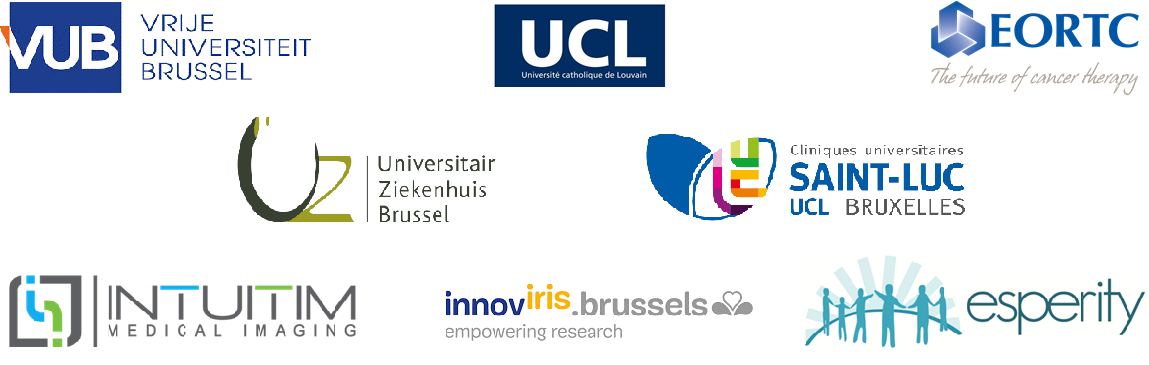 VUB
VRIJE
UNIVERSITEIT
BRUSSEL
UCL
Université catholique de Louvain
EORTC
The future of cancer therapy
UZ
Universitair
Ziekenhuis
Brussel
Cliniques universitaires
SAINT-LUC
UCL BRUXELLES
INTUITIM
MEDICAL IMAGING
innoviris.brussels
empowering research
esperity